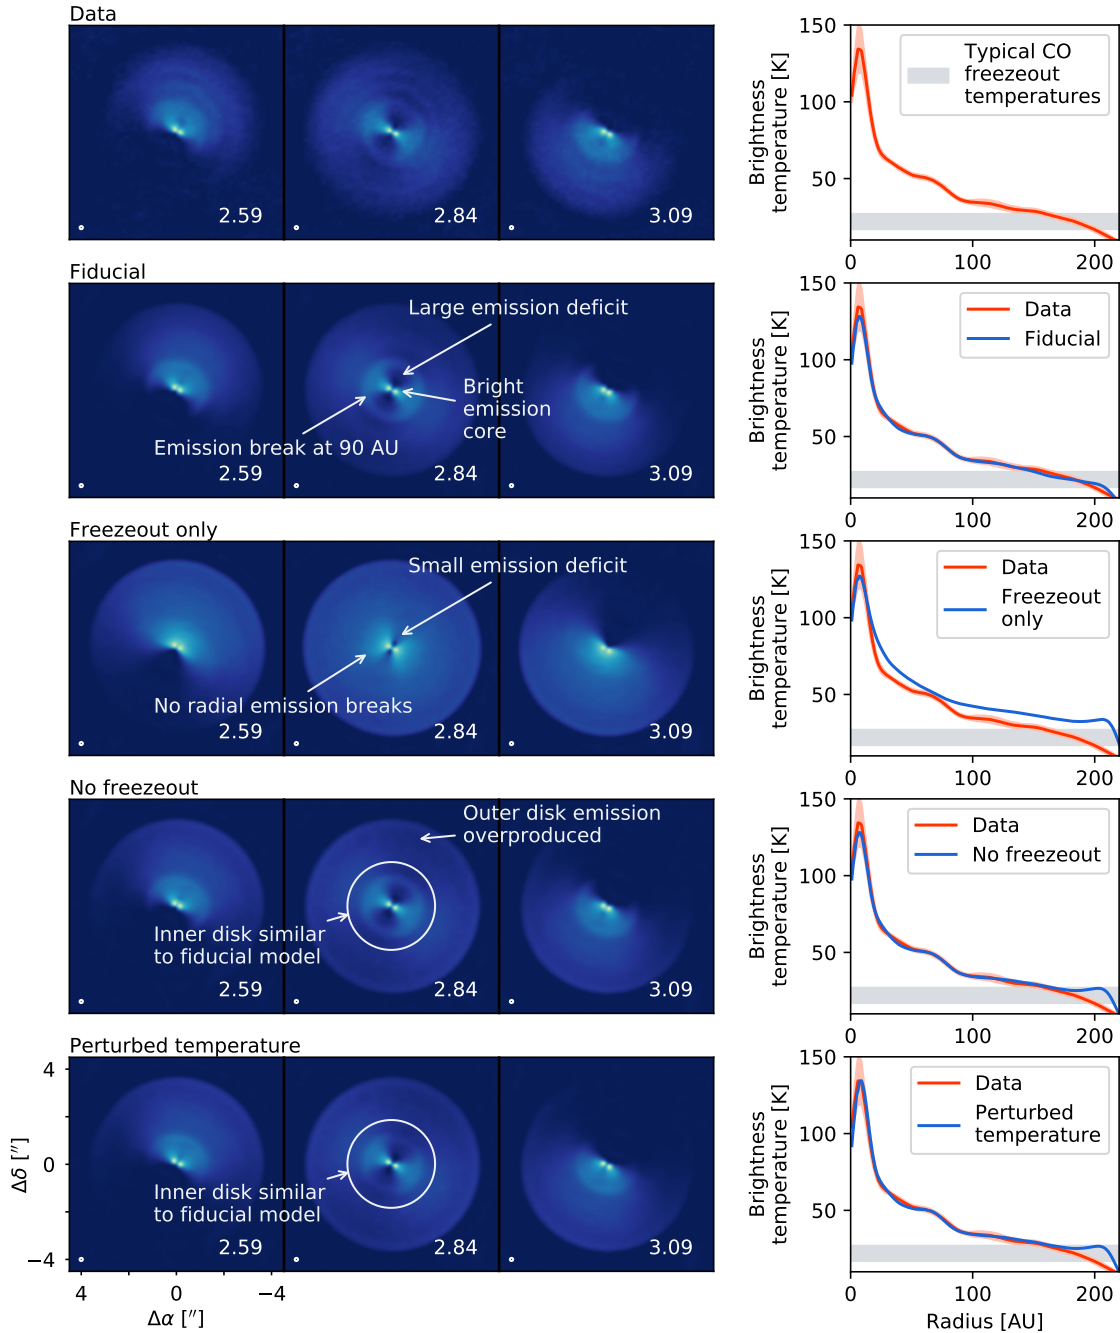 Data
2.59
2.84
3.09
Brightness
temperature [K]
150
100
50
0
100
200
Typical CO
freezeout
temperatures
Fiducial
Large emission deficit
Bright
emission
core
Emission break at 90 AU
2.59
2.84
3.09
Brightness
temperature [K]
150
100
50
0
100
200
Data
Fiducial
Freezeout only
Small emission deficit
No radial emission breaks
2.59
2.84
3.09
Brightness
temperature [K]
150
100
50
0
100
200
Data
Freezeout
only
No freezeout
Outer disk emission
overproduced
Inner disk similar
to fiducial model
2.59
2.84
3.09
Brightness
temperature [K]
150
100
50
0
100
200
Data
No freezeout
Perturbed temperature
Inner disk similar
to fiducial model
2.59
2.84
3.09
4
0
−4
Δδ [″]
4
0
−4
Δα [″]
Brightness
temperature [K]
150
100
50
0
100
200
Radius [AU]
Data
Perturbed
temperature